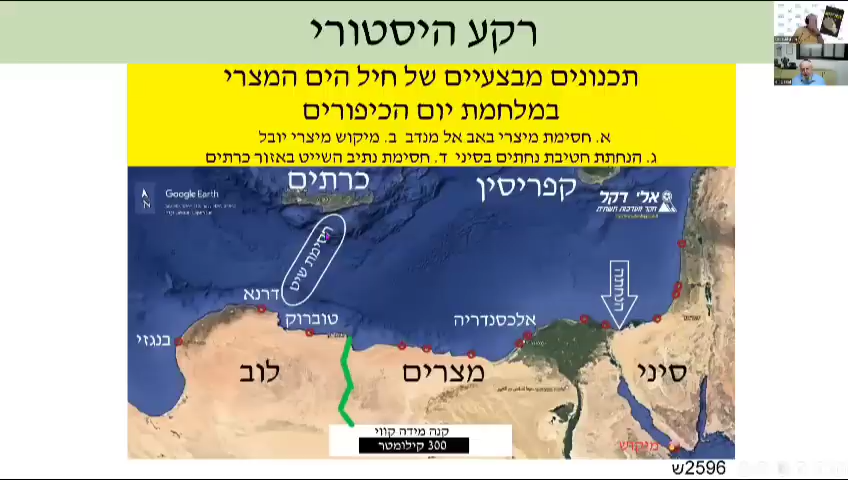 רקע היסטורי
תכנונים מבצעיים של חיל הים המצרי
במלחמת יום הכיפורים
א. חסימת מיצרי באב אל מנדב ב. מיקוש מיצרי יובל
ג. הנחתת חטיבת נחתים בסיני ד. חסימת נתיב השייט באזור כרתים
כרתים
קפריסין
Google Earth
אלי דקל
חסימת שיט
הנחתה
דרנא
טוברוק
אלכסנדריה
בנגזי
לוב
מצרים
סיני
קנה מידה קווי
300 קילומטר
מיקוש
2596ש